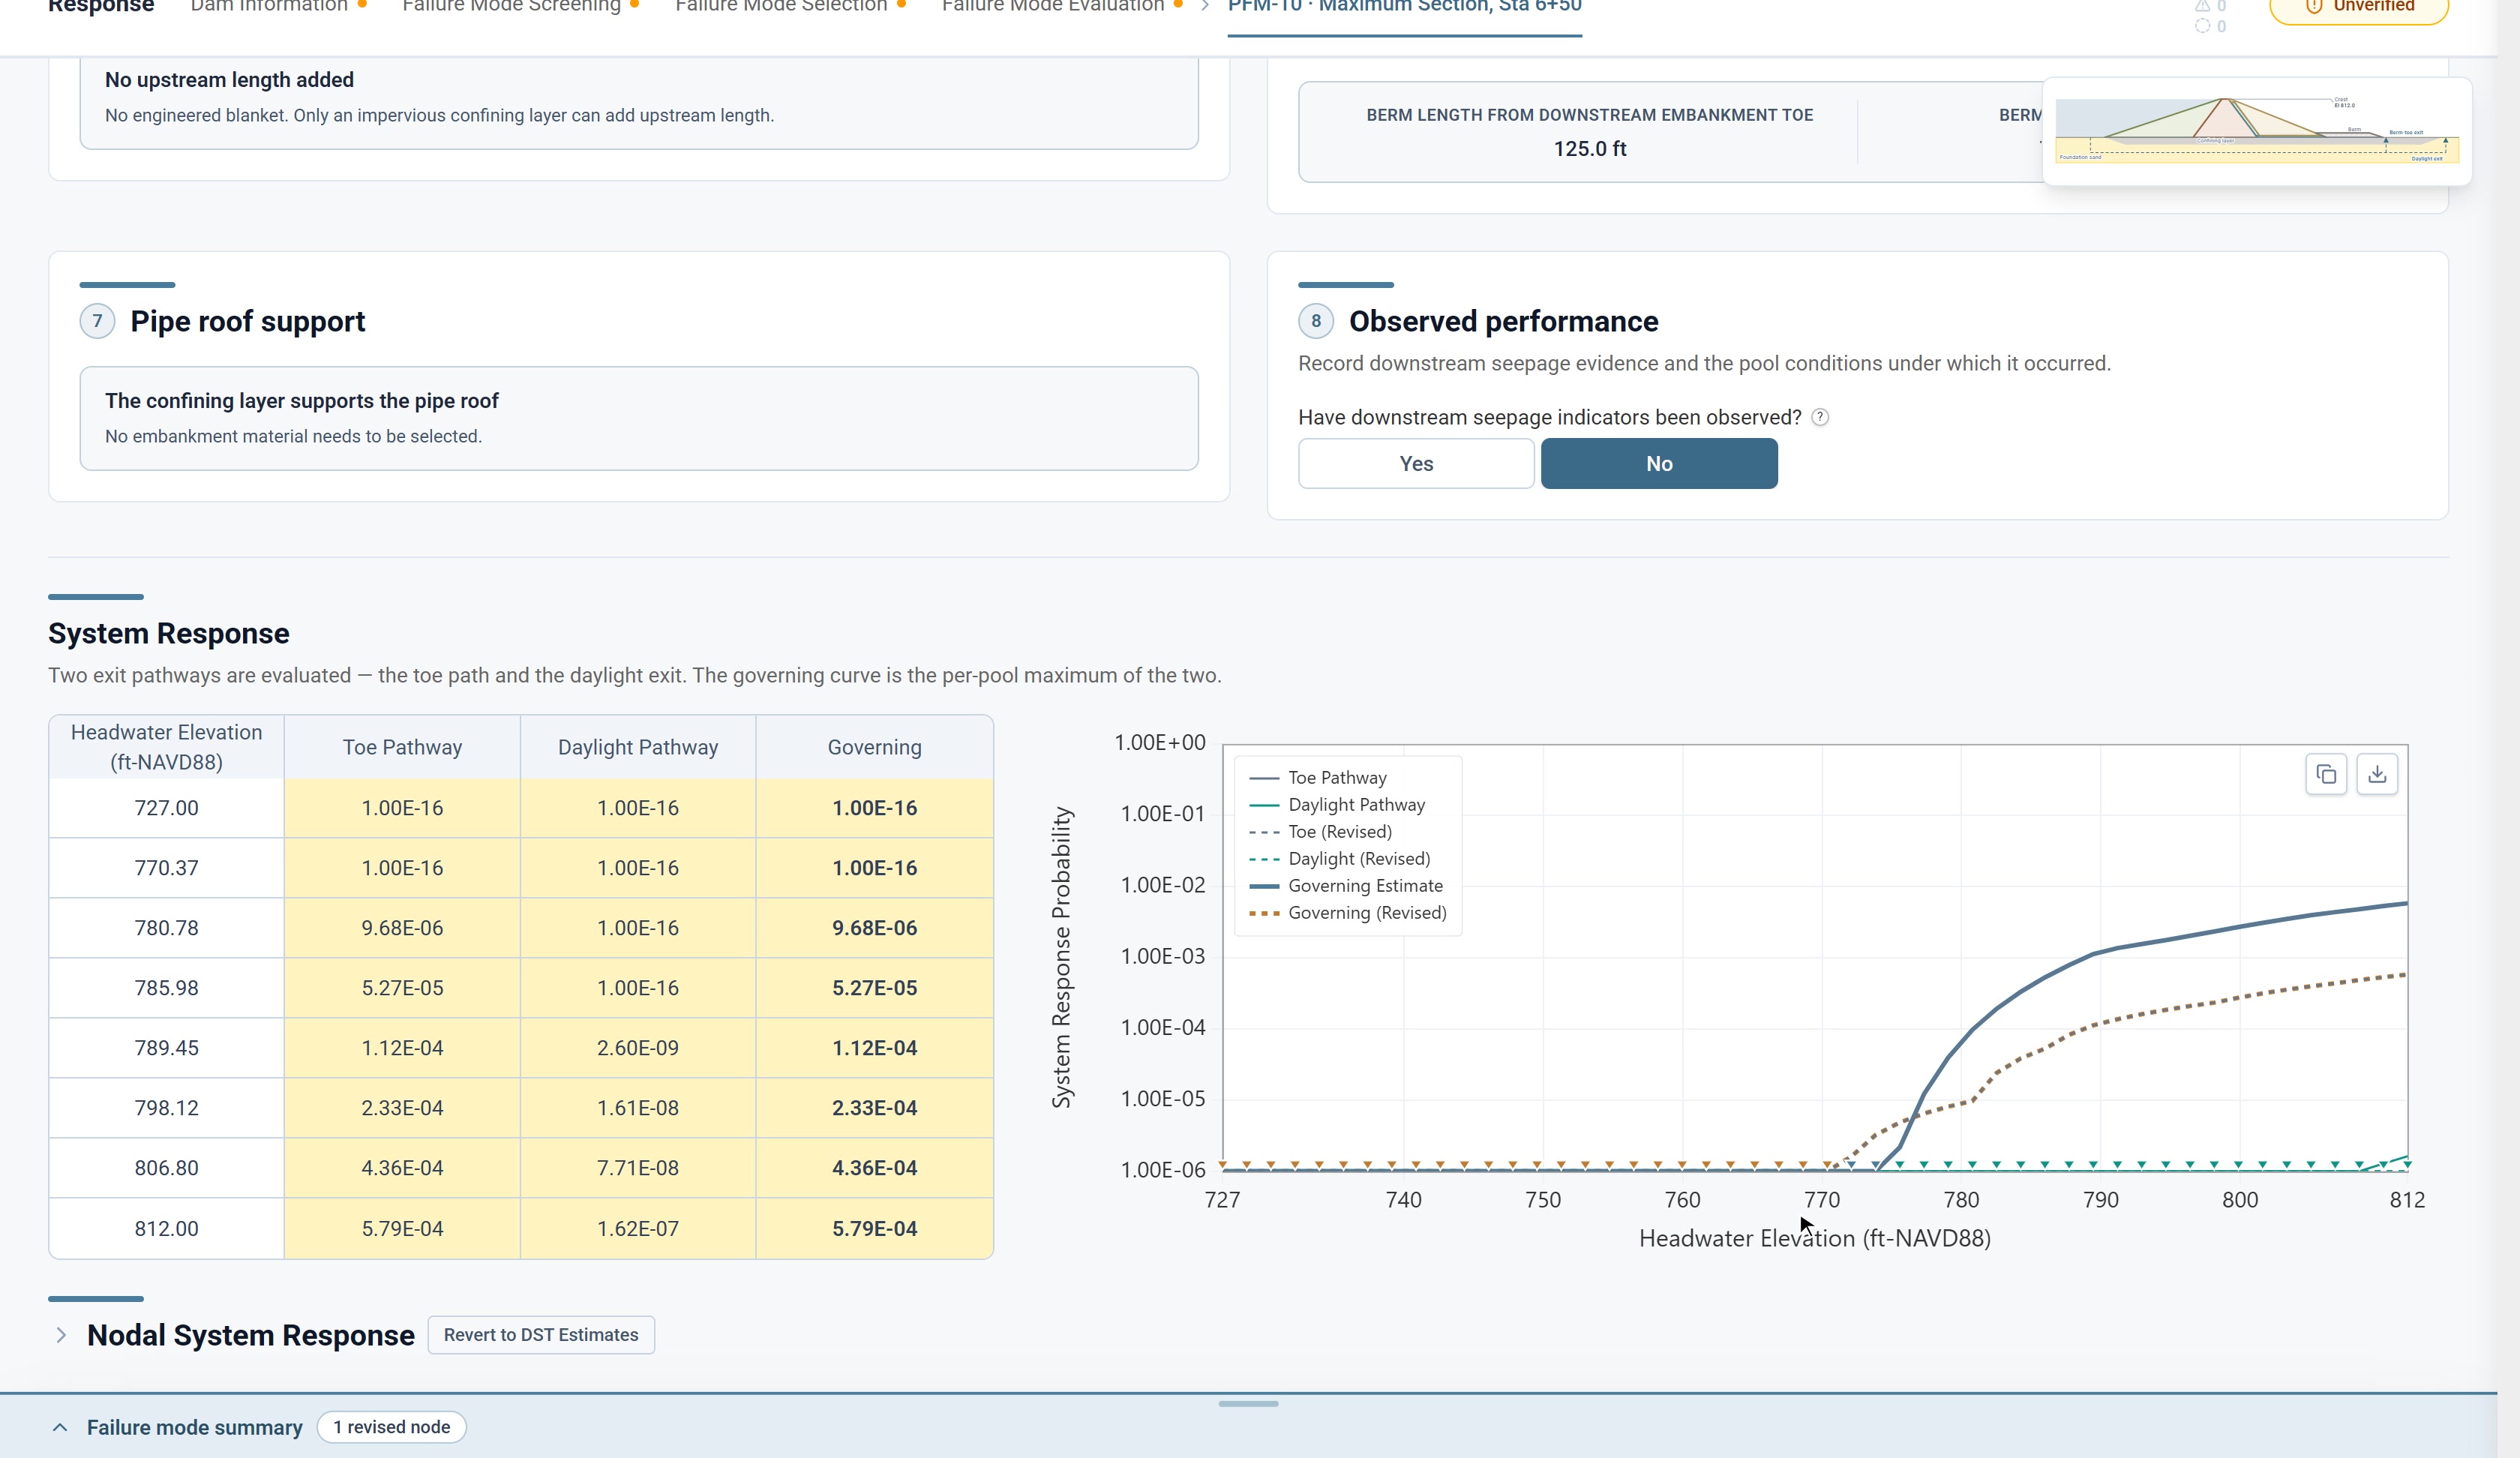 Response
Dam Information
Failure Mode Screening
Failure Mode Selection
Failure Mode Evaluation
PFM-10 · Maximum Section, Sta 6+50
0
0
Unverified
No upstream length added
No engineered blanket. Only an impervious confining layer can add upstream length.
BERM LENGTH FROM DOWNSTREAM EMBANKMENT TOE
125.0 ft
BERM
Crest
El 812.0
Berm
Berm-toe exit
Confining layer
Foundation sand
Daylight exit
7
Pipe roof support
The confining layer supports the pipe roof
No embankment material needs to be selected.
8
Observed performance
Record downstream seepage evidence and the pool conditions under which it occurred.
Have downstream seepage indicators been observed? ?
Yes
No
System Response
Two exit pathways are evaluated — the toe path and the daylight exit. The governing curve is the per-pool maximum of the two.
Headwater Elevation
(ft-NAVD88)
Toe Pathway
Daylight Pathway
Governing
727.00 1.00E-16 1.00E-16 1.00E-16
770.37 1.00E-16 1.00E-16 1.00E-16
780.78 9.68E-06 1.00E-16 9.68E-06
785.98 5.27E-05 1.00E-16 5.27E-05
789.45 1.12E-04 2.60E-09 1.12E-04
798.12 2.33E-04 1.61E-08 2.33E-04
806.80 4.36E-04 7.71E-08 4.36E-04
812.00 5.79E-04 1.62E-07 5.79E-04
System Response Probability
1.00E+00
1.00E-01
1.00E-02
1.00E-03
1.00E-04
1.00E-05
1.00E-06
Toe Pathway
Daylight Pathway
Toe (Revised)
Daylight (Revised)
Governing Estimate
Governing (Revised)
727 740 750 760 770 780 790 800 812
Headwater Elevation (ft-NAVD88)
Nodal System Response
Revert to DST Estimates
Failure mode summary
1 revised node